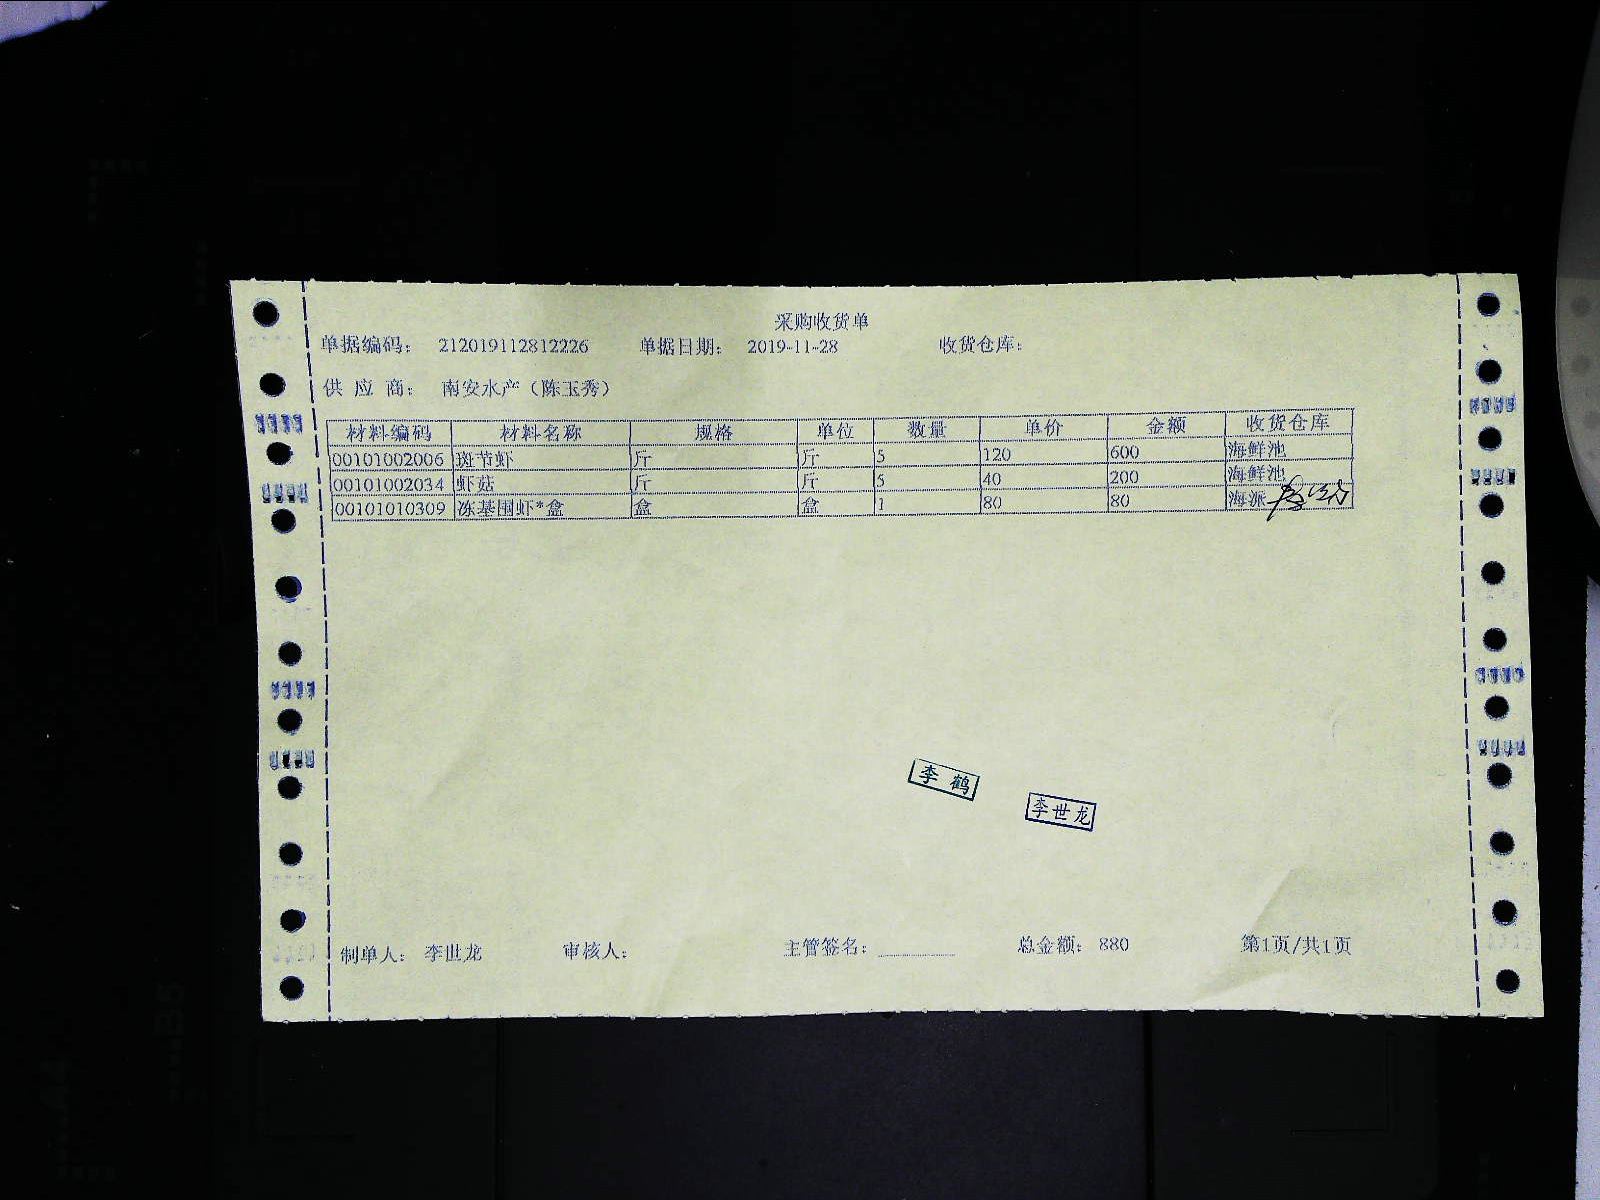 采购收货单
单据编码： 212019112812226 单据日期： 2019-11-28 收货仓库：
供 应 商： 南安水产（陈玉秀）
材料编码 材料名称 规格 单位 数量 单价 金额 收货仓库
00101002006 斑节虾 斤 斤 5 120 600 海鲜池
00101002034 虾菇 斤 斤 5 40 200 海鲜池
00101010309 冻基围虾*盒 盒 盒 1 80 80 海派
李 鹤
李世龙
制单人： 李世龙 审核人： 主管签名： 总金额： 880 第1页/共1页